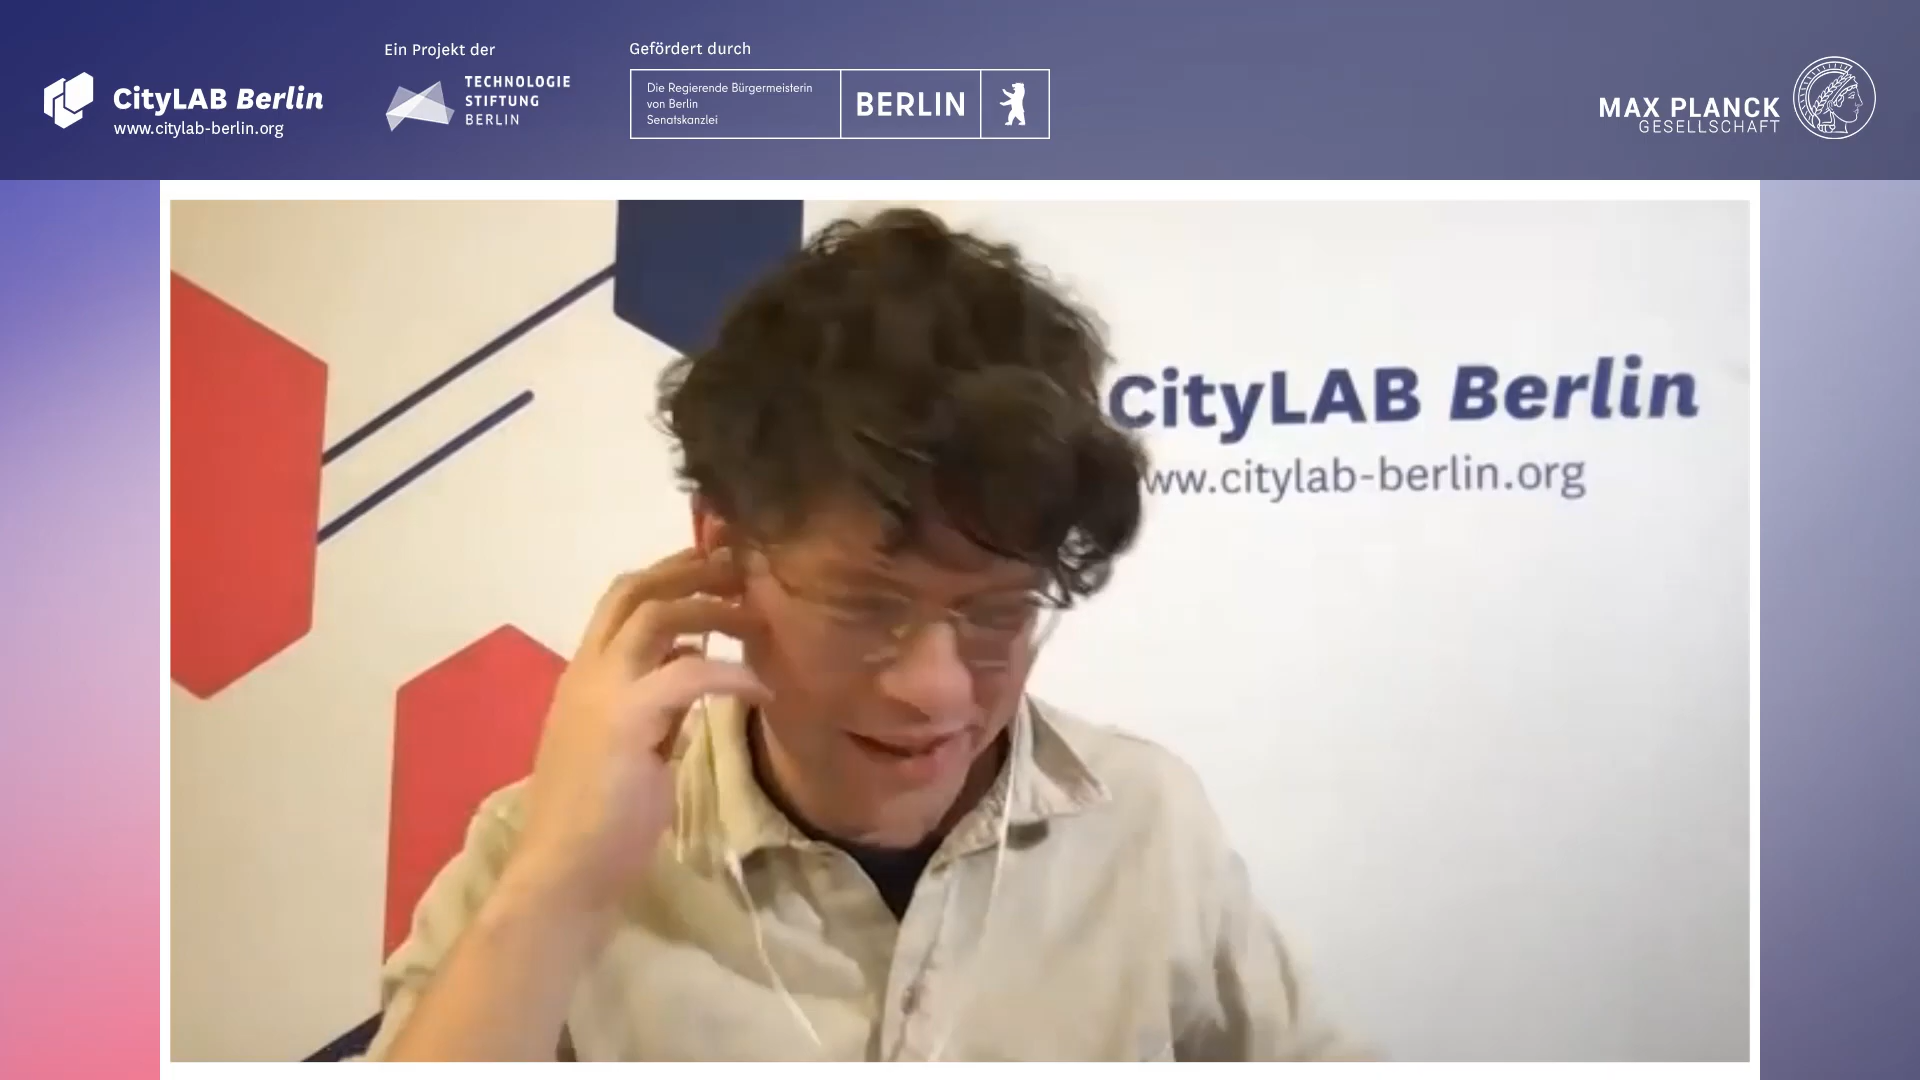 Ein Projekt der
Gefördert durch
CityLAB Berlin
www.citylab-berlin.org
TECHNOLOGIE
STIFTUNG
BERLIN
Die Regierende Bürgermeisterin
von Berlin
Senatskanzlei
BERLIN
MAX PLANCK
GESELLSCHAFT
CityLAB Berlin
ww.citylab-berlin.org